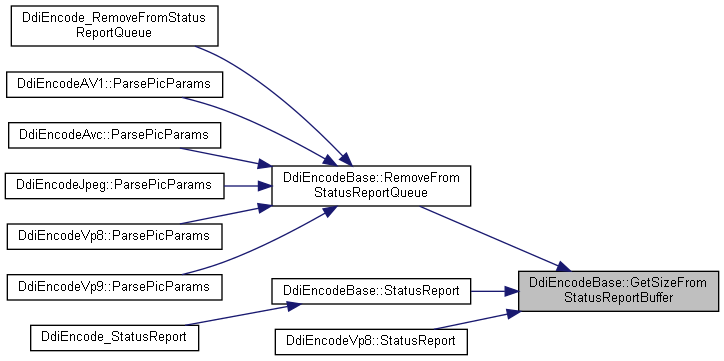 DdiEncode_RemoveFromStatus
ReportQueue
DdiEncodeAV1::ParsePicParams
DdiEncodeAvc::ParsePicParams
DdiEncodeJpeg::ParsePicParams
DdiEncodeVp8::ParsePicParams
DdiEncodeVp9::ParsePicParams
DdiEncode_StatusReport
DdiEncodeBase::RemoveFrom
StatusReportQueue
DdiEncodeBase::StatusReport
DdiEncodeVp8::StatusReport
DdiEncodeBase::GetSizeFrom
StatusReportBuffer